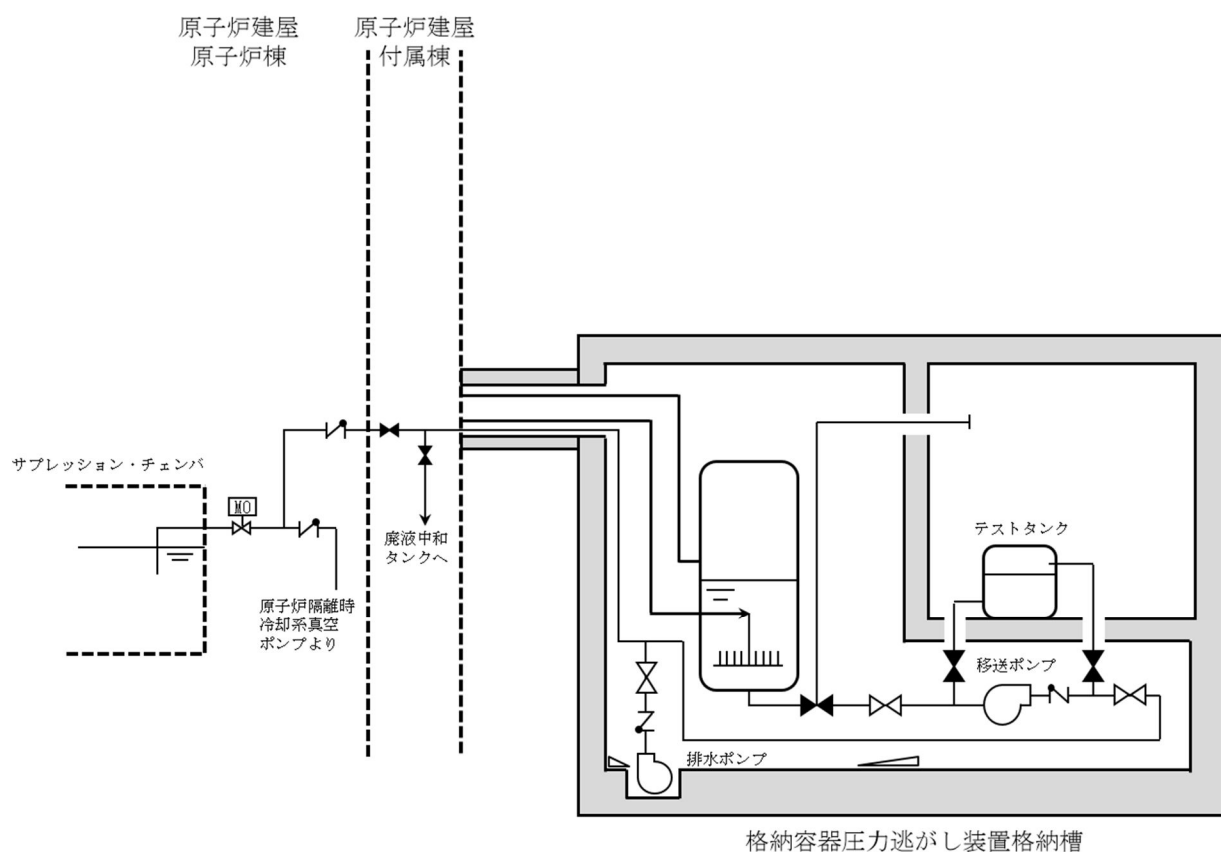 原子炉建屋
原子炉棟
原子炉建屋
付属棟
サプレッション・チェンバ
MO
廃液中和
タンクへ
原子炉隔離時
冷却系真空
ポンプより
テストタンク
移送ポンプ
排水ポンプ
格納容器圧力逃がし装置格納槽